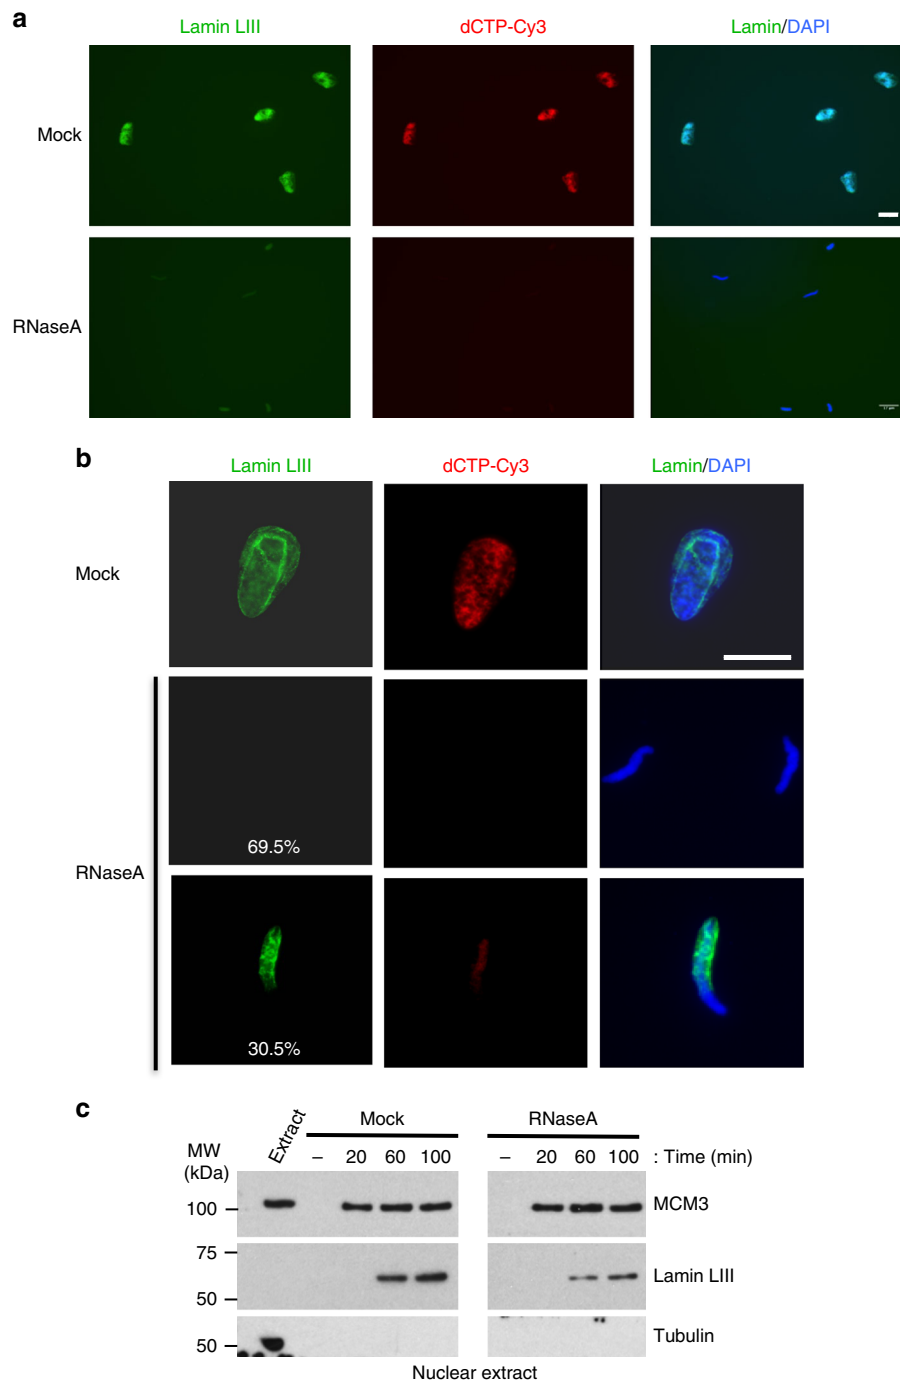 a
Lamin LIII dCTP-Cy3 Lamin/DAPI
Mock
RNaseA
b
Lamin LIII dCTP-Cy3 Lamin/DAPI
Mock
69.5%
RNaseA
30.5%
c
Extract Mock RNaseA
MW
(kDa)
– 20 60 100 – 20 60 100 : Time (min)
100 MCM3
75
Lamin LIII
50
50 Tubulin
Nuclear extract